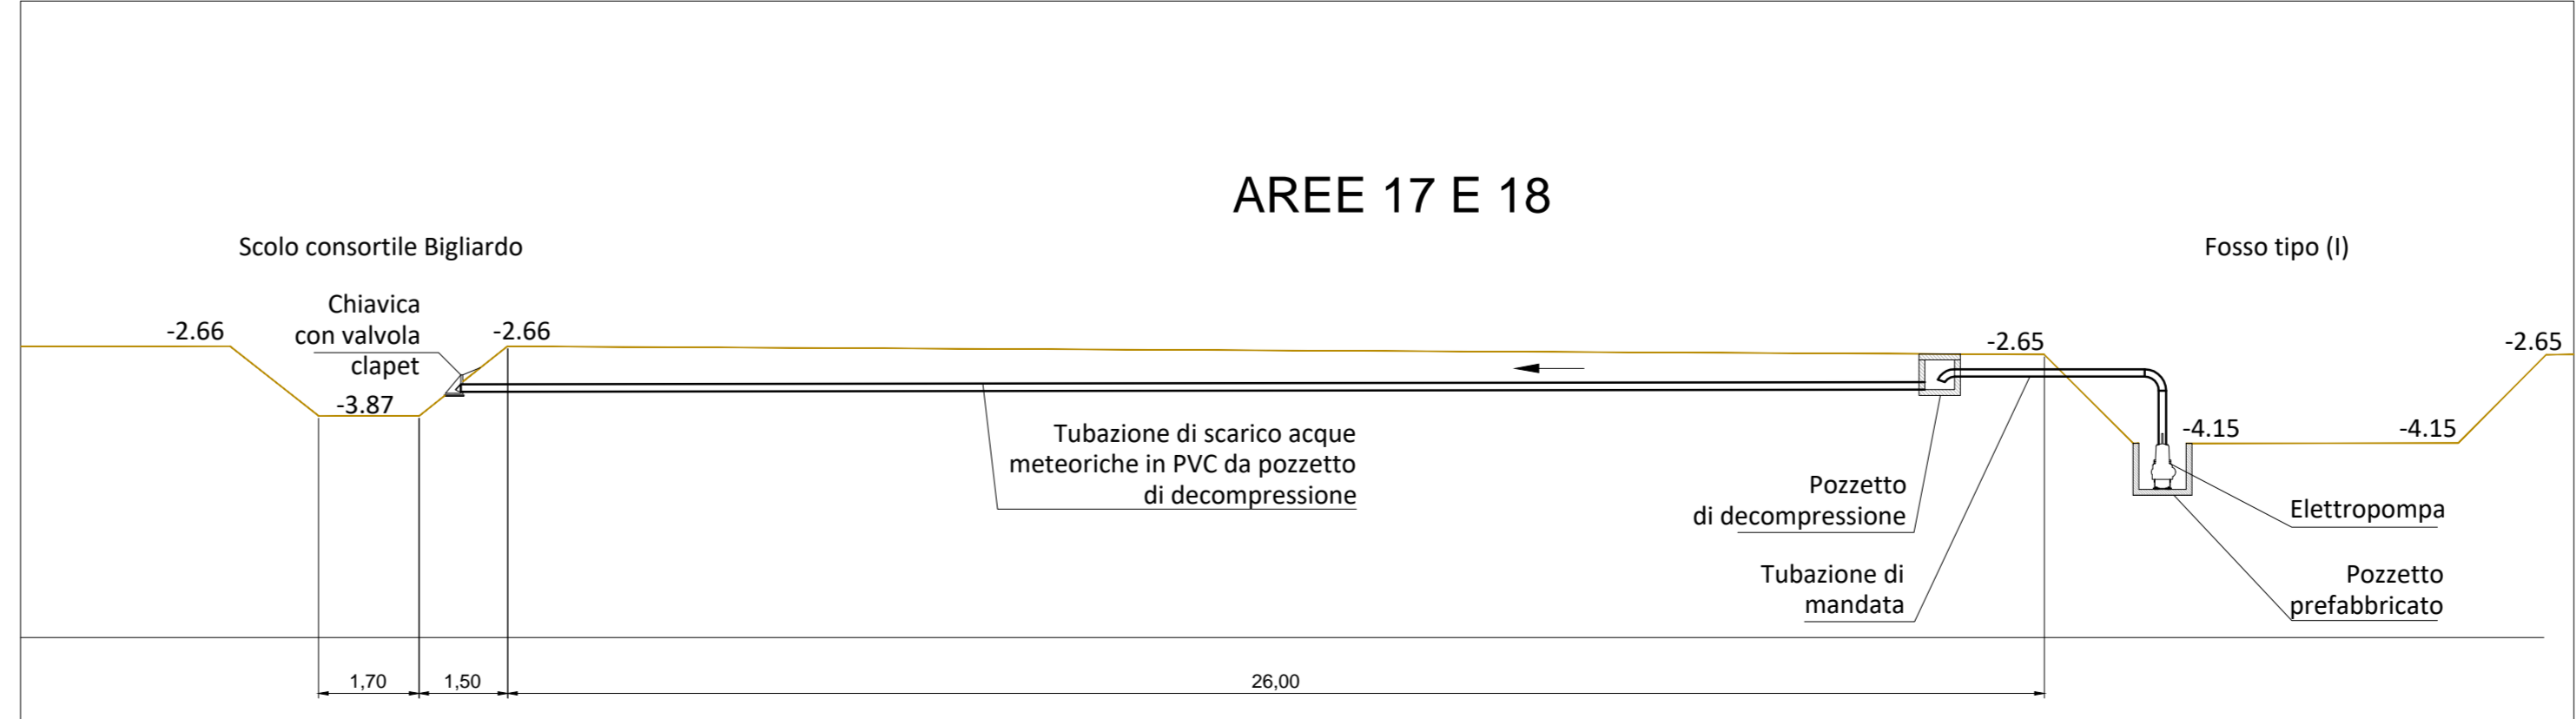 AREE 17 E 18
Scolo consortile Bigliardo
Fosso tipo (I)
Chiavica
con valvola
clapet
-2.66
-2.66
-2.65
-2.65
-3.87
-4.15
-4.15
Tubazione di scarico acque
meteoriche in PVC da pozzetto
di decompressione
Pozzetto
di decompressione
Elettropompa
Tubazione di
mandata
Pozzetto
prefabbricato
1,70
1,50
26,00